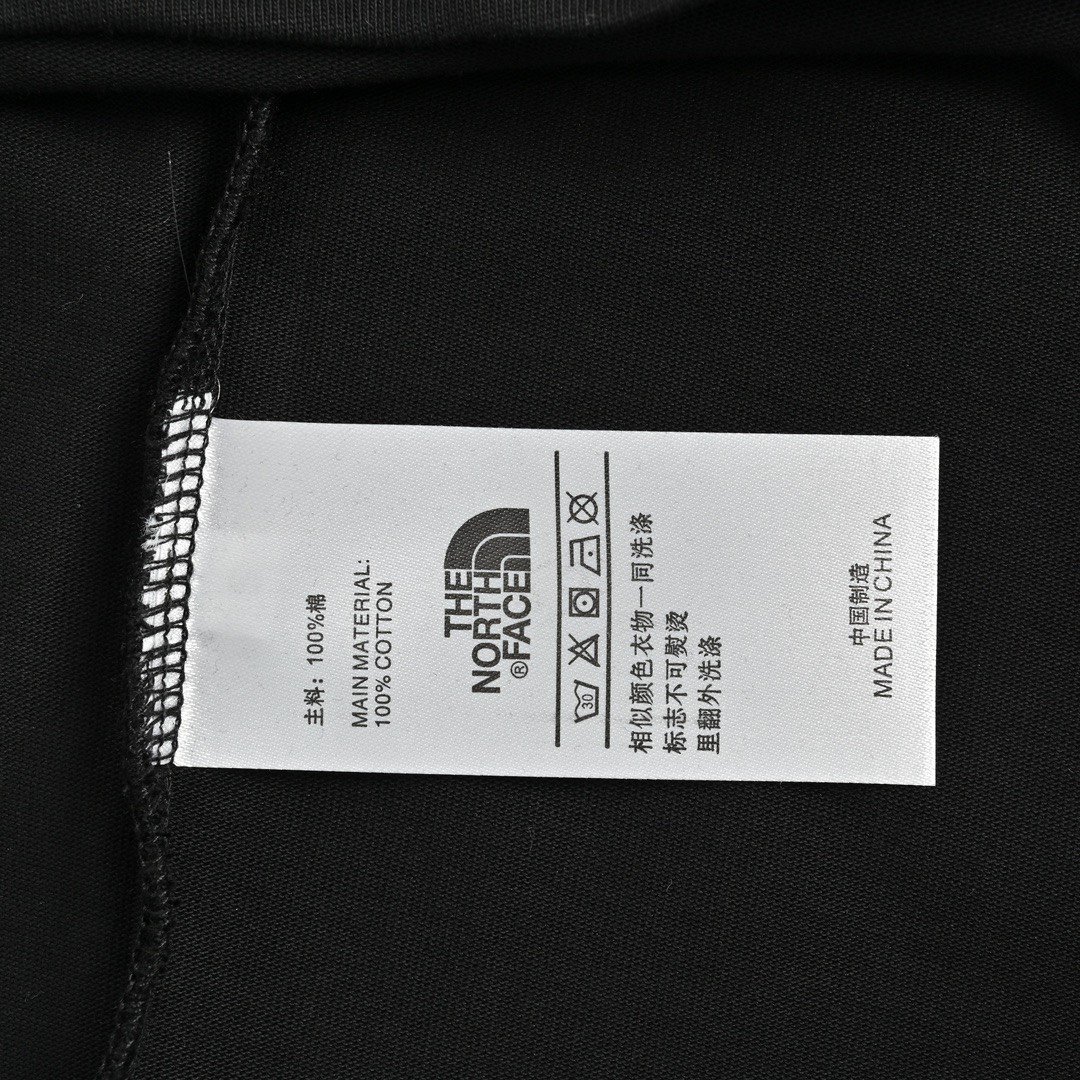 主料：100%棉
MAIN MATERIAL:
100% COTTON
THE
NORTH
FACE®
30
相似颜色衣物一同洗涤
标志不可熨烫
里翻外洗涤
中国制造
MADE IN CHINA